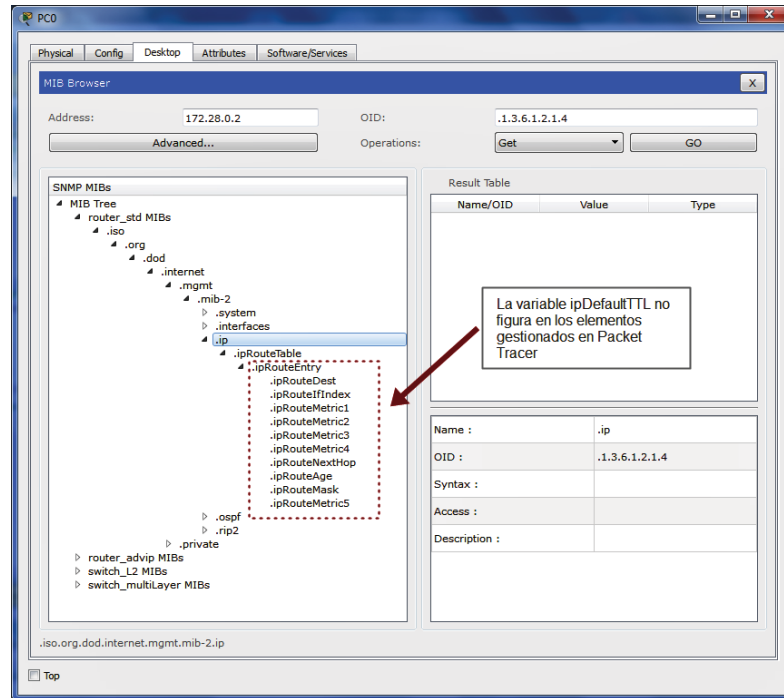 PC0
Physical Config Desktop Attributes Software/Services
MIB Browser
X
Address: 172.28.0.2 OID: .1.3.6.1.2.1.4
Advanced... Operations: Get GO
SNMP MIBs
MIB Tree
router_std MIBs
.iso
.org
.dod
.internet
.mgmt
.mib-2
.system
.interfaces
.ip
.ipRouteTable
.ipRouteEntry
.ipRouteDest
.ipRouteIfIndex
.ipRouteMetric1
.ipRouteMetric2
.ipRouteMetric3
.ipRouteMetric4
.ipRouteNextHop
.ipRouteAge
.ipRouteMask
.ipRouteMetric5
.ospf
.rip2
.private
router_advip MIBs
switch_L2 MIBs
switch_multiLayer MIBs
Result Table
Name/OID Value Type
La variable ipDefaultTTL no
figura en los elementos
gestionados en Packet
Tracer
Name : .ip
OID : .1.3.6.1.2.1.4
Syntax :
Access :
Description :
.iso.org.dod.internet.mgmt.mib-2.ip
Top